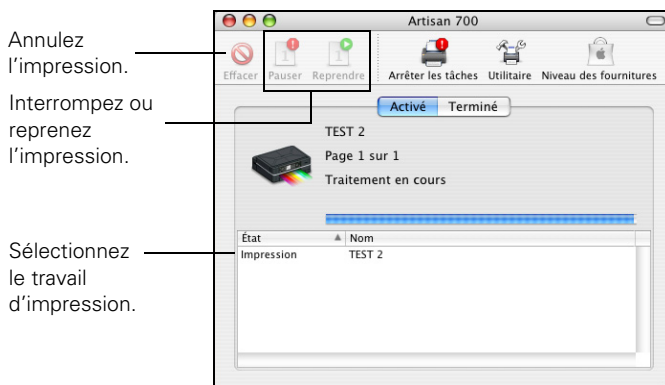 Artisan 700
Annulez
l'impression.
Effacer Pauser Reprendre Arrêter les tâches Utilitaire Niveau des fournitures
Interrompez ou
reprenez
l'impression.
Activé Terminé
TEST 2
Page 1 sur 1
Traitement en cours
État Nom
Impression TEST 2
Sélectionnez
le travail
d'impression.